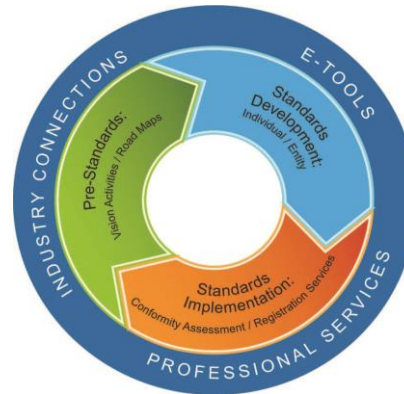 INDUSTRY CONNECTIONS
E-TOOLS
PROFESSIONAL SERVICES
Pre-Standards:
Vision Activities / Road Maps
Standards
Development:
Individual / Entity
Standards
Implementation:
Conformity Assessment / Registration Services